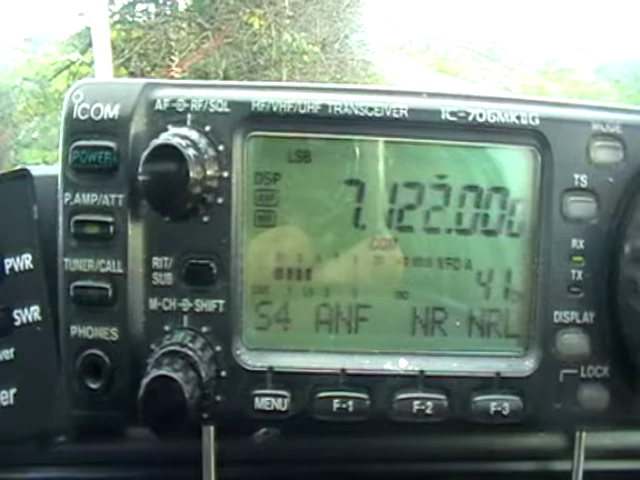 ICOM
AF-RF/SQL
HF/VHF/UHF TRANSCEIVER
IC-706MKIIG
POWER
P.AMP/ATT
TUNER/CALL
PHONES
RIT/
SUB
M-CH SHIFT
LSB
DSP
7.122.00
VFO A
41
S4 ANF NR NRL
MENU F-1 F-2 F-3
MODE
TS
RX
TX
DISPLAY
LOCK
PWR
SWR